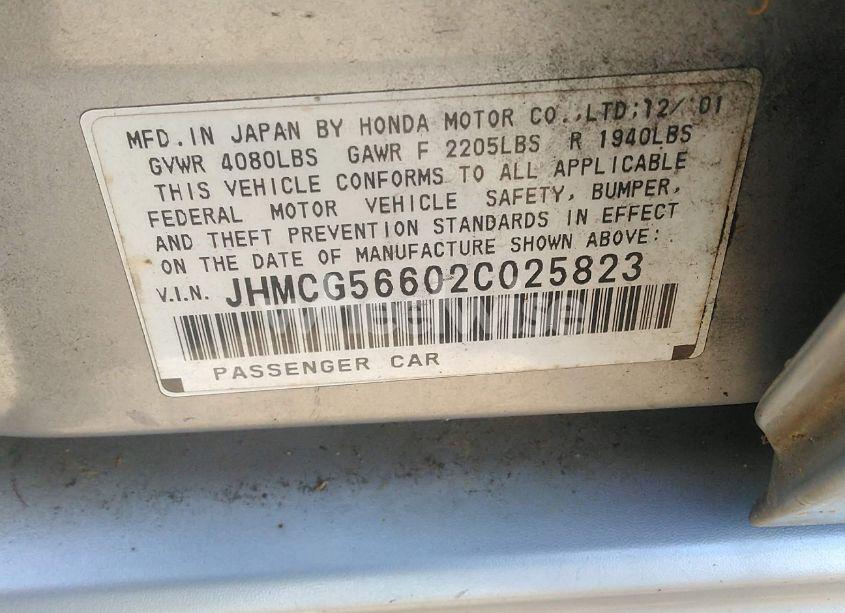 MFD. IN JAPAN BY HONDA MOTOR CO.,LTD;12/'01
GVWR 4080LBS GAWR F 2205LBS R 1940LBS
THIS VEHICLE CONFORMS TO ALL APPLICABLE
FEDERAL MOTOR VEHICLE SAFETY, BUMPER,
AND THEFT PREVENTION STANDARDS IN EFFECT
ON THE DATE OF MANUFACTURE SHOWN ABOVE:
V.I.N. JHMCG56602C025823
PASSENGER CAR